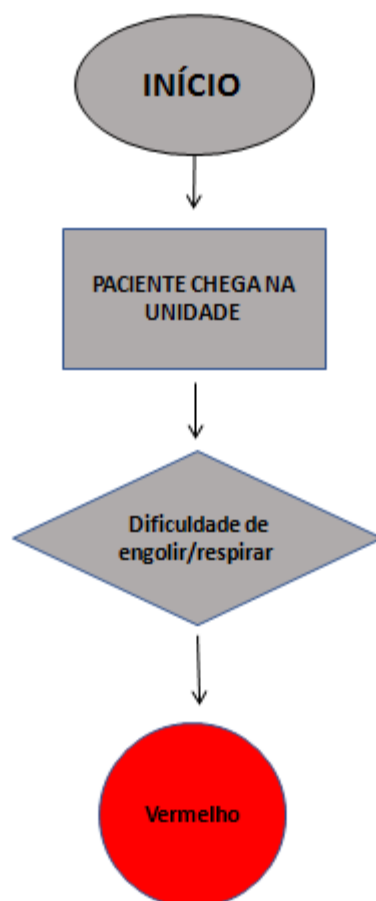 INÍCIO
PACIENTE CHEGA NA
UNIDADE
Dificuldade de
engolir/respirar
Vermelho